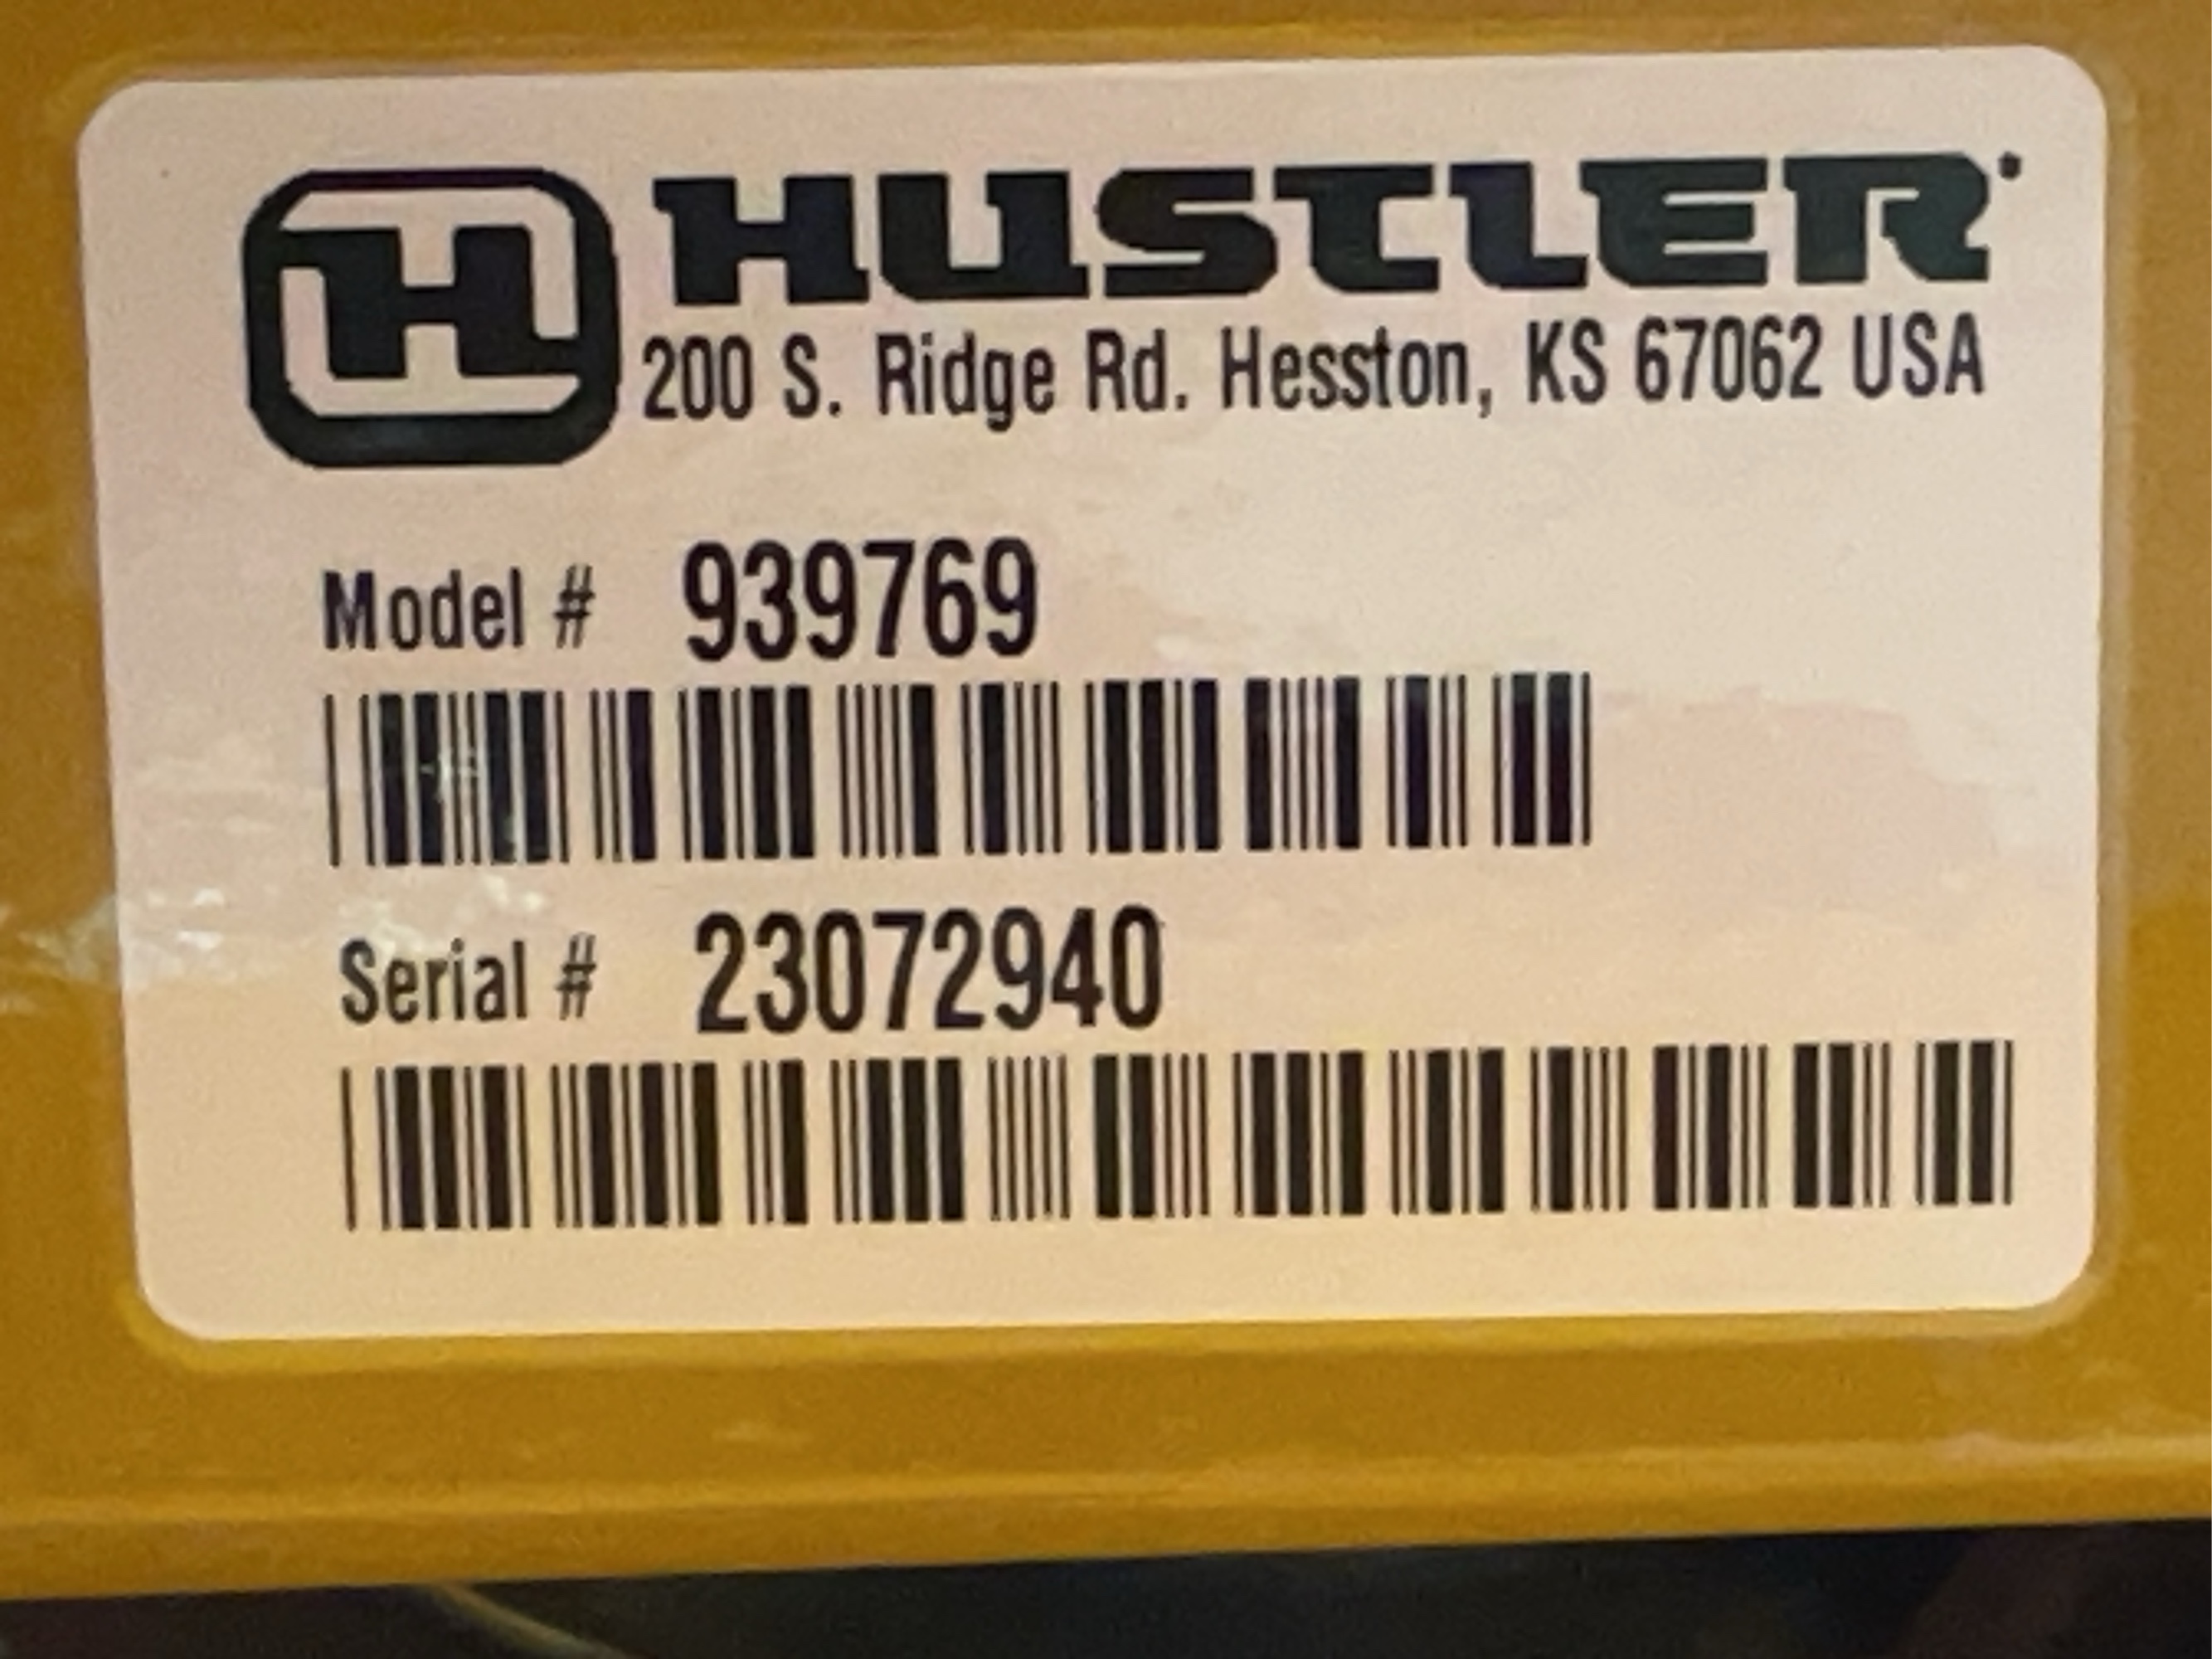 H HUSTLER
200 S. Ridge Rd. Hesston, KS 67062 USA
Model # 939769
Serial # 23072940